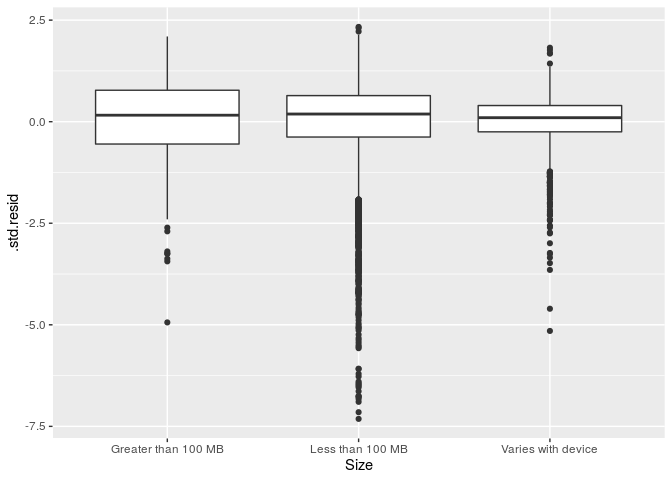 2.5
0.0
-2.5
-5.0
-7.5
.std.resid
Greater than 100 MB
Less than 100 MB
Varies with device
Size